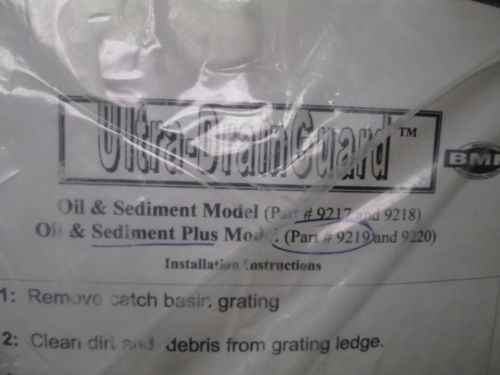 Ultra-DrainGuard™
BMP
Oil & Sediment Model (Part # 9217 and 9218)
Oil & Sediment Plus Model (Part # 9219 and 9220)
Installation Instructions
1: Remove catch basin grating
2: Clean dirt and debris from grating ledge.